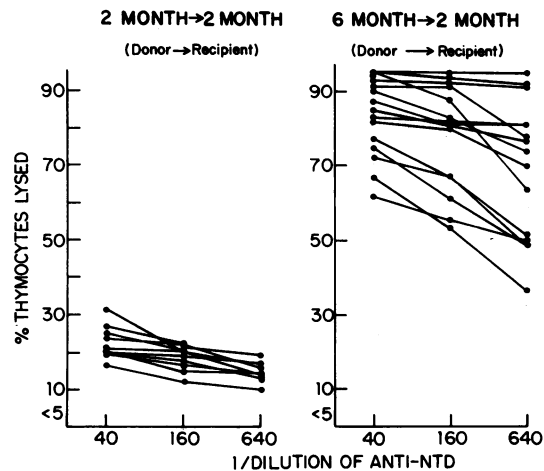 2 MONTH→2 MONTH
(Donor→Recipient)
6 MONTH→2 MONTH
(Donor →Recipient)
% THYMOCYTES LYSED
90
70
50
30
10
<5
40 160 640
90
70
50
30
10
<5
40 160 640
1/DILUTION OF ANTI-NTD